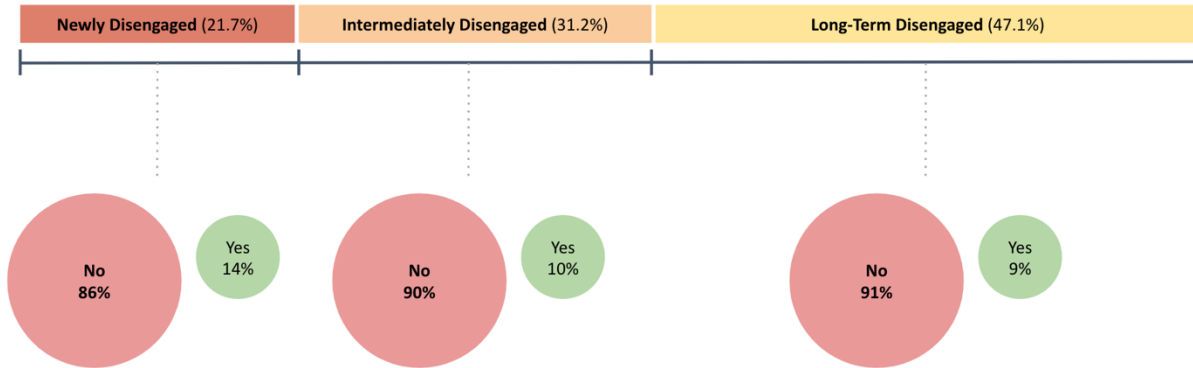 Newly Disengaged (21.7%)
Intermediately Disengaged (31.2%)
Long-Term Disengaged (47.1%)
No
86%
Yes
14%
No
90%
Yes
10%
No
91%
Yes
9%